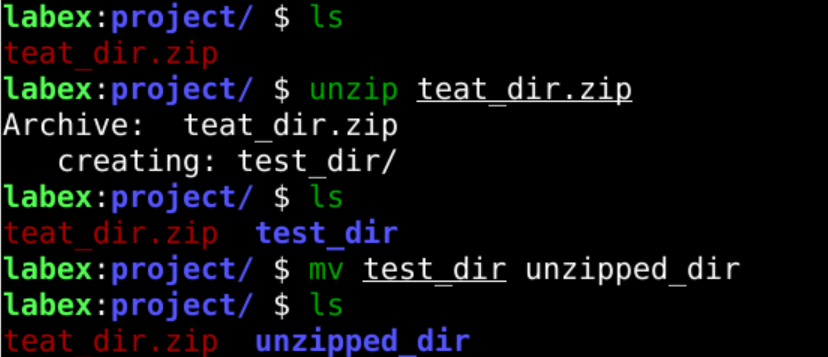 labex:project/ $ ls
teat_dir.zip
labex:project/ $ unzip teat_dir.zip
Archive:  teat_dir.zip
   creating: test_dir/
labex:project/ $ ls
teat_dir.zip  test_dir
labex:project/ $ mv test_dir unzipped_dir
labex:project/ $ ls
teat_dir.zip  unzipped_dir